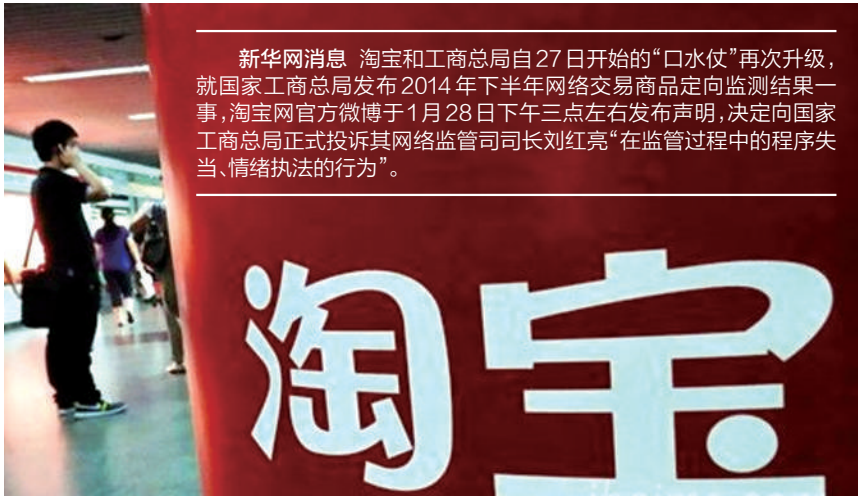 新华网消息 淘宝和工商总局自27日开始的“口水仗”再次升级，
就国家工商总局发布2014年下半年网络交易商品定向监测结果一
事，淘宝网官方微博于1月28日下午三点左右发布声明，决定向国家
工商总局正式投诉其网络监管司司长刘红亮“在监管过程中的程序失
当、情绪执法的行为”。
淘宝